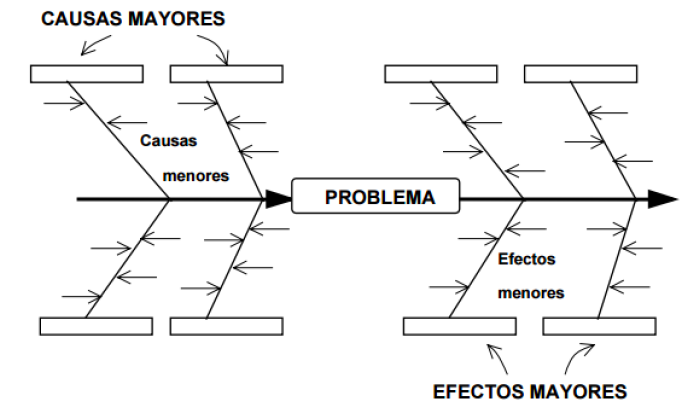 CAUSAS MAYORES
Causas
menores
PROBLEMA
Efectos
menores
EFECTOS MAYORES